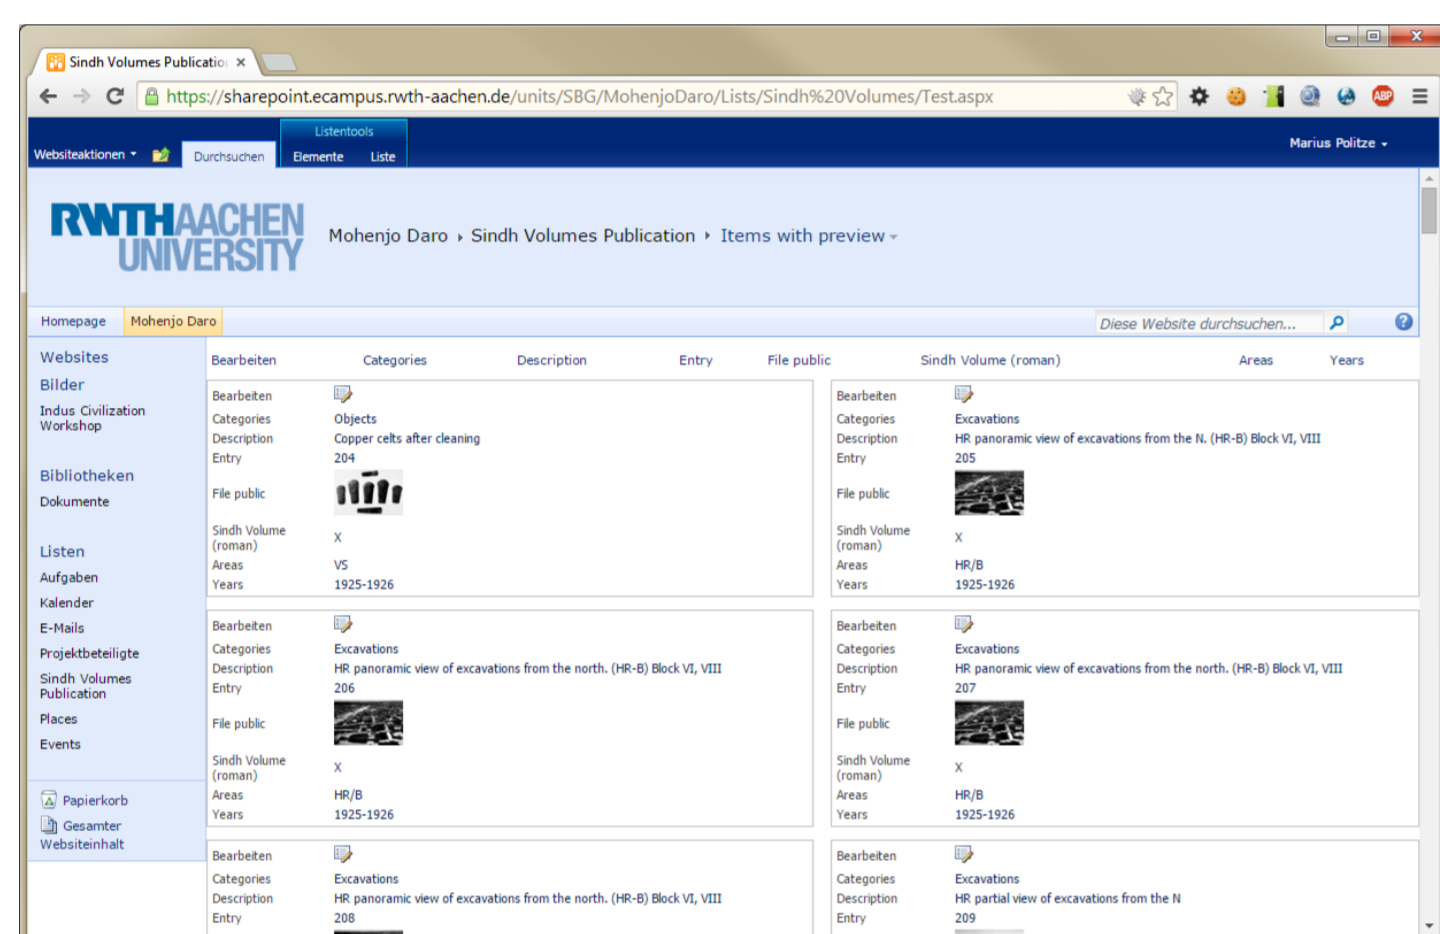 Sindh Volumes Publicatio
https://sharepoint.ecampus.rwth-aachen.de/units/SBG/MohenjoDaro/Lists/Sindh%20Volumes/Test.aspx
ABP
Listentools
Websiteaktionen
Durchsuchen Elemente Liste
Marius Politze
RWTH AACHEN
UNIVERSITY
Mohenjo Daro Sindh Volumes Publication Items with preview
Homepage Mohenjo Daro
Diese Website durchsuchen...
Websites
Bilder
Indus Civilization
Workshop
Bibliotheken
Dokumente
Listen
Aufgaben
Kalender
E-Mails
Projektbeteiligte
Sindh Volumes
Publication
Places
Events
Papierkorb
Gesamter
Websiteinhalt
Bearbeiten Categories Description Entry File public Sindh Volume (roman) Areas Years
Bearbeiten
Categories Objects
Description Copper celts after cleaning
Entry 204
File public
Sindh Volume
(roman) X
Areas VS
Years 1925-1926
Bearbeiten
Categories Excavations
Description HR panoramic view of excavations from the N. (HR-B) Block VI, VIII
Entry 205
File public
Sindh Volume
(roman) X
Areas HR/B
Years 1925-1926
Bearbeiten
Categories Excavations
Description HR panoramic view of excavations from the north. (HR-B) Block VI, VIII
Entry 206
File public
Sindh Volume
(roman) X
Areas HR/B
Years 1925-1926
Bearbeiten
Categories Excavations
Description HR panoramic view of excavations from the north. (HR-B) Block VI, VIII
Entry 207
File public
Sindh Volume
(roman) X
Areas HR/B
Years 1925-1926
Bearbeiten
Categories Excavations
Description HR panoramic view of excavations from the north. (HR-B) Block VI, VIII
Entry 208
Bearbeiten
Categories Excavations
Description HR partial view of excavations from the N
Entry 209